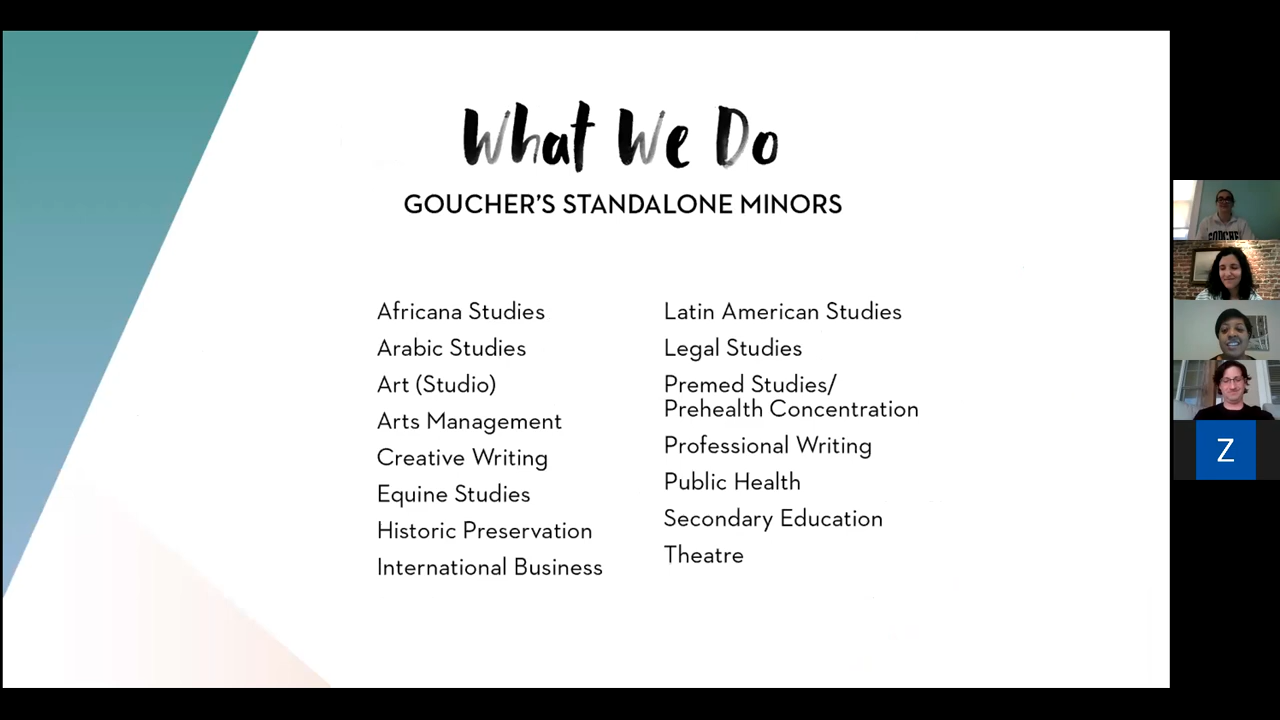 What We Do
GOUCHER'S STANDALONE MINORS
Africana Studies
Arabic Studies
Art (Studio)
Arts Management
Creative Writing
Equine Studies
Historic Preservation
International Business
Latin American Studies
Legal Studies
Premed Studies/
Prehealth Concentration
Professional Writing
Public Health
Secondary Education
Theatre
Z